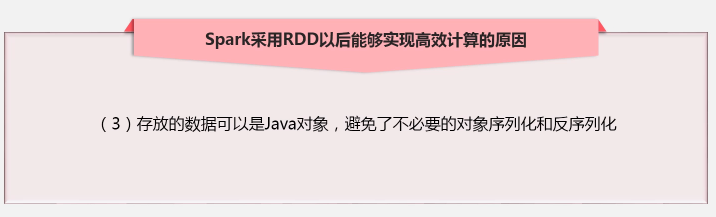 Spark采用RDD以后能够实现高效计算的原因
（3）存放的数据可以是Java对象，避免了不必要的对象序列化和反序列化